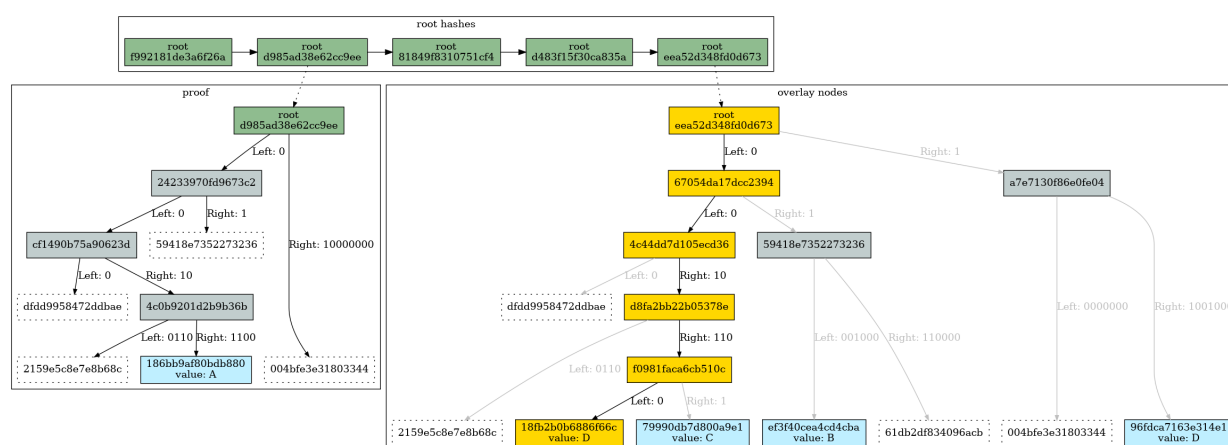 root hashes
root
f992181de3a6f26a
root
d985ad38e62cc9ee
root
81849f8310751cf4
root
d483f15f30ca835a
root
eea52d348fd0d673
proof
root
d985ad38e62cc9ee
Left: 0
24233970fd9673c2
Left: 0
Right: 1
Right: 10000000
cf1490b75a90623d
59418e7352273236
Left: 0
Right: 10
dfdd9958472ddbae
4c0b9201d2b9b36b
Left: 0110
Right: 1100
2159e5c8e7e8b68c
186bb9af80bdb880
value: A
004bfe3e31803344
overlay nodes
root
eea52d348fd0d673
Left: 0
Right: 1
67054da17dcc2394
a7e7130f86e0fe04
Left: 0
Right: 1
4c44dd7d105ecd36
59418e7352273236
Left: 0
Right: 10
dfdd9958472ddbae
d8fa2bb22b05378e
Left: 001000
Right: 110000
Left: 0000000
Right: 1001000
Right: 110
Left: 0110
f0981faca6cb510c
Left: 0
Right: 1
2159e5c8e7e8b68c
18fb2b0b6886f66c
value: D
79990db7d800a9e1
value: C
ef3f40cea4cd4cba
value: B
61db2df834096acb
004bfe3e31803344
96fdca7163e314e1
value: D